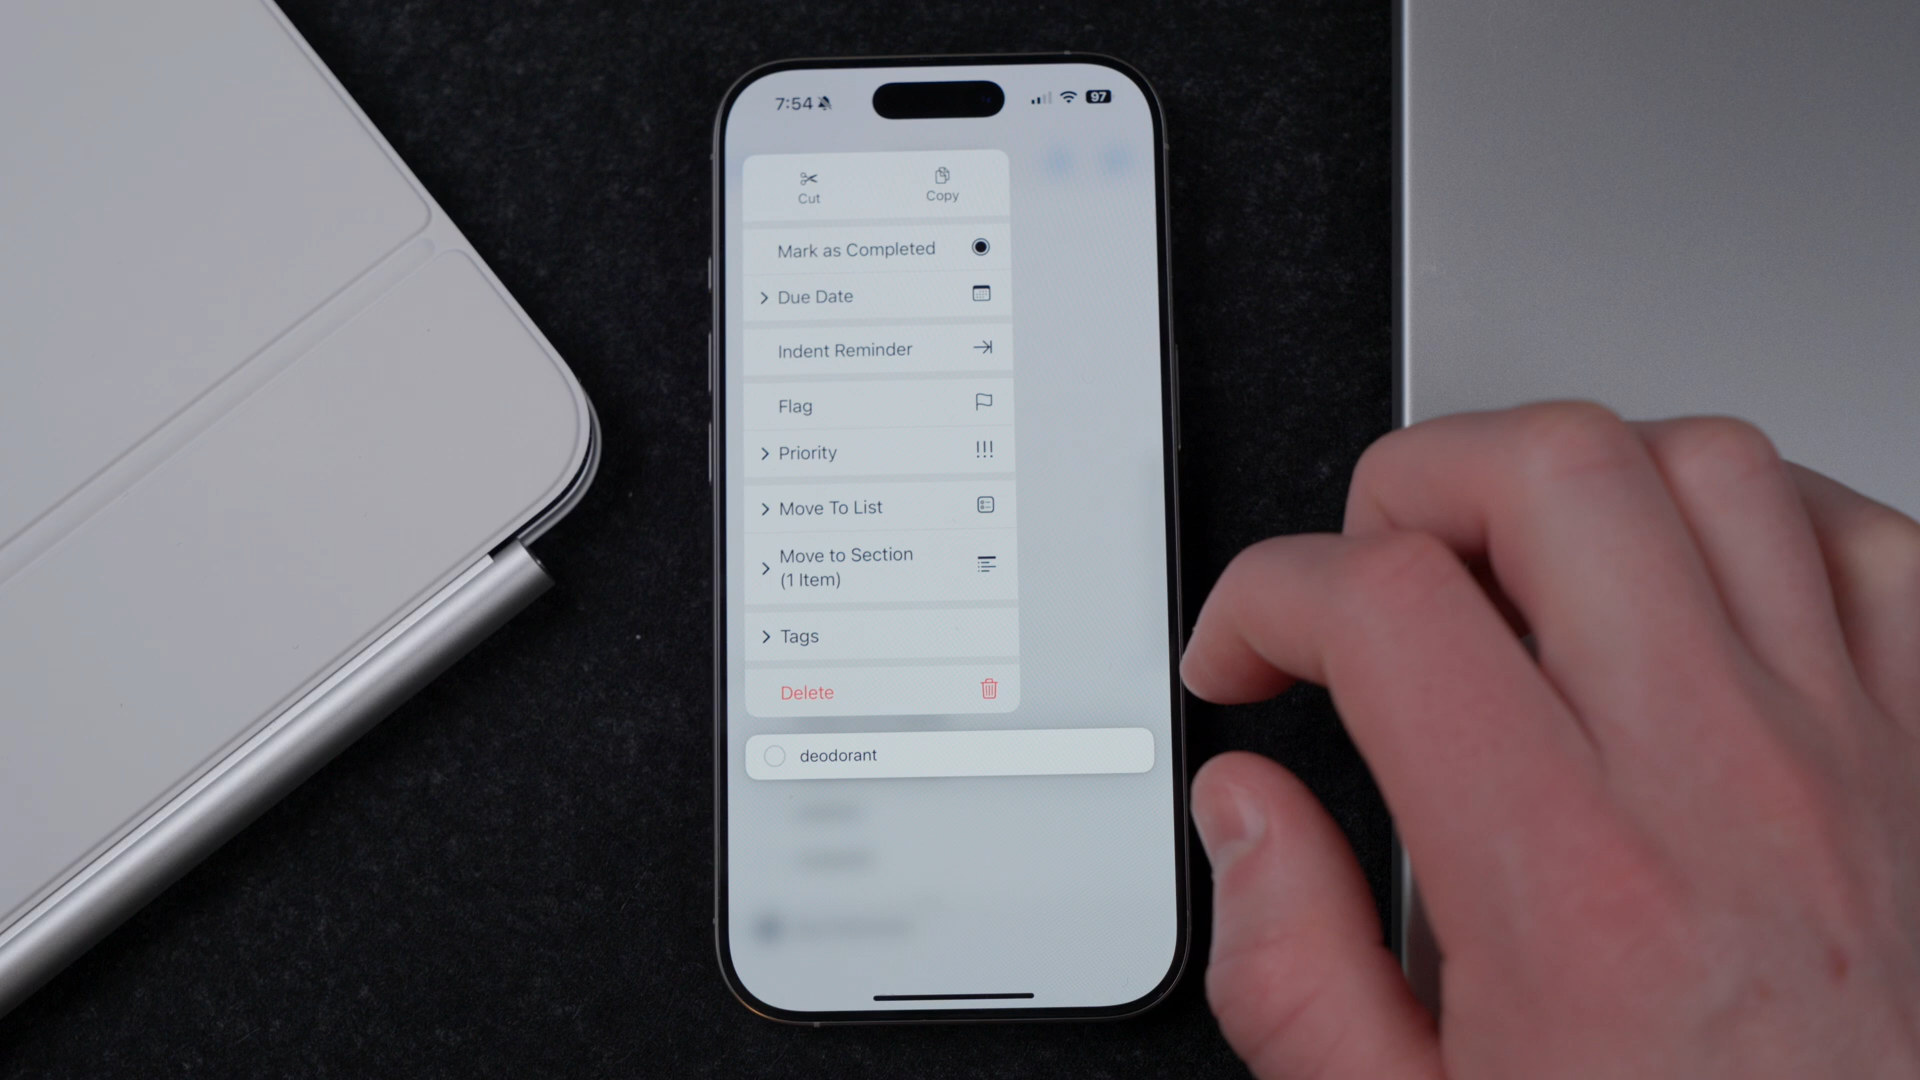 7:54
97
Cut
Copy
Mark as Completed
Due Date
Indent Reminder
Flag
Priority
Move To List
Move to Section
(1 Item)
Tags
Delete
deodorant